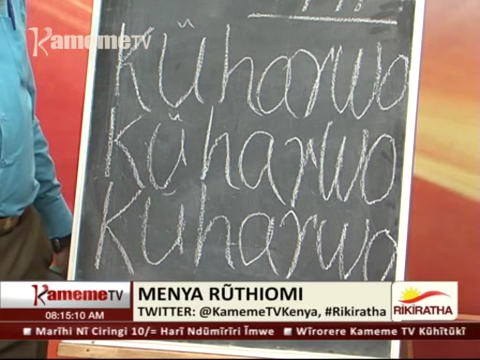 KamemeTV
Kũharwo
Kũharwo
Kũharwo
KamemeTV
08:15:10 AM
MENYA RŨTHIOMI
TWITTER: @KamemeTVKenya, #Rikiratha
RIKIRATHA
Marĩhi Nĩ Ciringi 10/= Harĩ Ndũmĩrĩri Ĩmwe
Wĩrorere Kameme TV Kũhĩtũkĩ